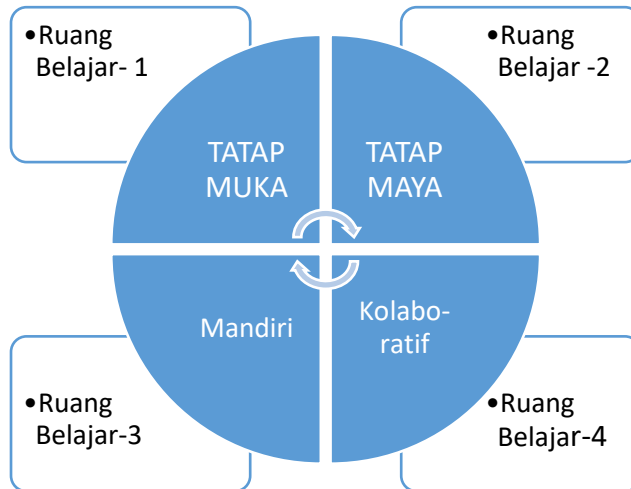 •Ruang
Belajar- 1
•Ruang
Belajar -2
TATAP
MUKA
TATAP
MAYA
Mandiri
Kolabo-
ratif
•Ruang
Belajar-3
•Ruang
Belajar-4